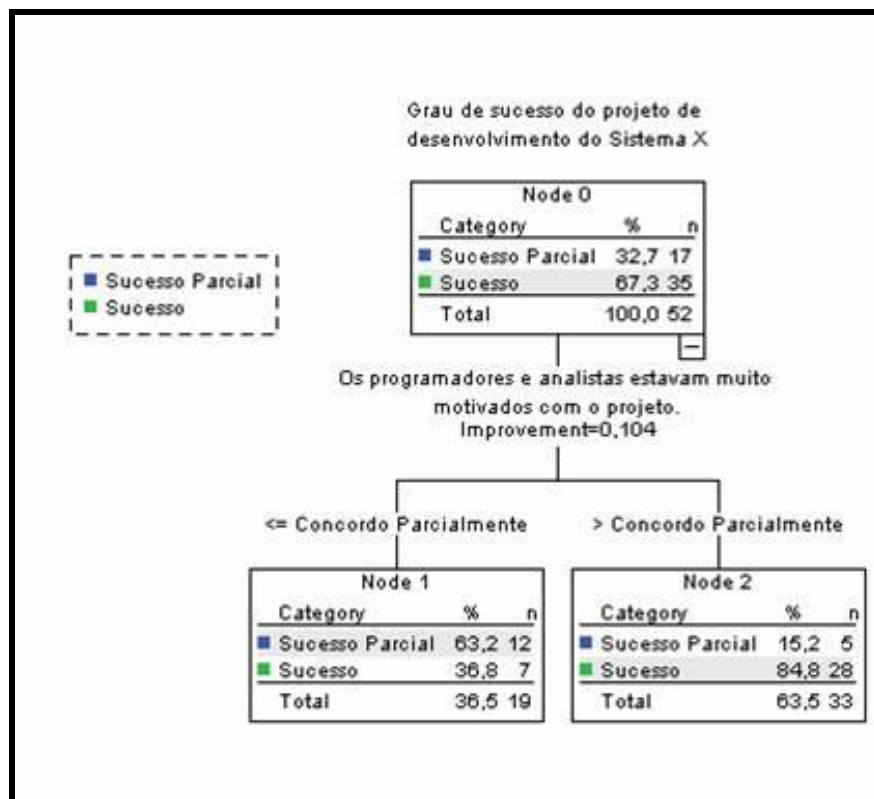 Grau de sucesso do projeto de
desenvolvimento do Sistema X
Node 0
Category % n
Sucesso Parcial 32,7 17
Sucesso 67,3 35
Total 100,0 52
Sucesso Parcial
Sucesso
Os programadores e analistas estavam muito
motivados com o projeto.
Improvement=0,104
<= Concordo Parcialmente
> Concordo Parcialmente
Node 1
Category % n
Sucesso Parcial 63,2 12
Sucesso 36,8 7
Total 36,5 19
Node 2
Category % n
Sucesso Parcial 15,2 5
Sucesso 84,8 28
Total 63,5 33